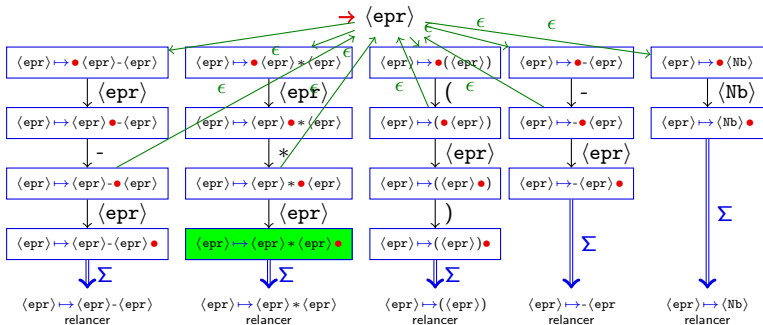 → ⟨epr⟩
ϵ ϵ ϵ ϵ ϵ
⟨epr⟩↦●⟨epr⟩-⟨epr⟩ ⟨epr⟩↦●⟨epr⟩*⟨epr⟩ ⟨epr⟩↦●(⟨epr⟩) ⟨epr⟩↦●-⟨epr⟩ ⟨epr⟩↦●⟨Nb⟩
ϵ ϵ ϵ
⟨epr⟩ ⟨epr⟩ ( - ⟨Nb⟩
⟨epr⟩↦⟨epr⟩●-⟨epr⟩ ⟨epr⟩↦⟨epr⟩●*⟨epr⟩ ⟨epr⟩↦(●⟨epr⟩) ⟨epr⟩↦-●⟨epr⟩ ⟨epr⟩↦⟨Nb⟩●
- * ⟨epr⟩ ⟨epr⟩
⟨epr⟩↦⟨epr⟩-●⟨epr⟩ ⟨epr⟩↦⟨epr⟩*●⟨epr⟩ ⟨epr⟩↦(⟨epr⟩●) ⟨epr⟩↦-⟨epr⟩●
⟨epr⟩ ⟨epr⟩ ) Σ Σ
⟨epr⟩↦⟨epr⟩-⟨epr⟩● ⟨epr⟩↦⟨epr⟩*⟨epr⟩● ⟨epr⟩↦(⟨epr⟩)●
Σ Σ Σ
⟨epr⟩↦⟨epr⟩-⟨epr⟩ ⟨epr⟩↦⟨epr⟩*⟨epr⟩ ⟨epr⟩↦(⟨epr⟩) ⟨epr⟩↦-⟨epr ⟨epr⟩↦⟨Nb⟩
relancer relancer relancer relancer relancer